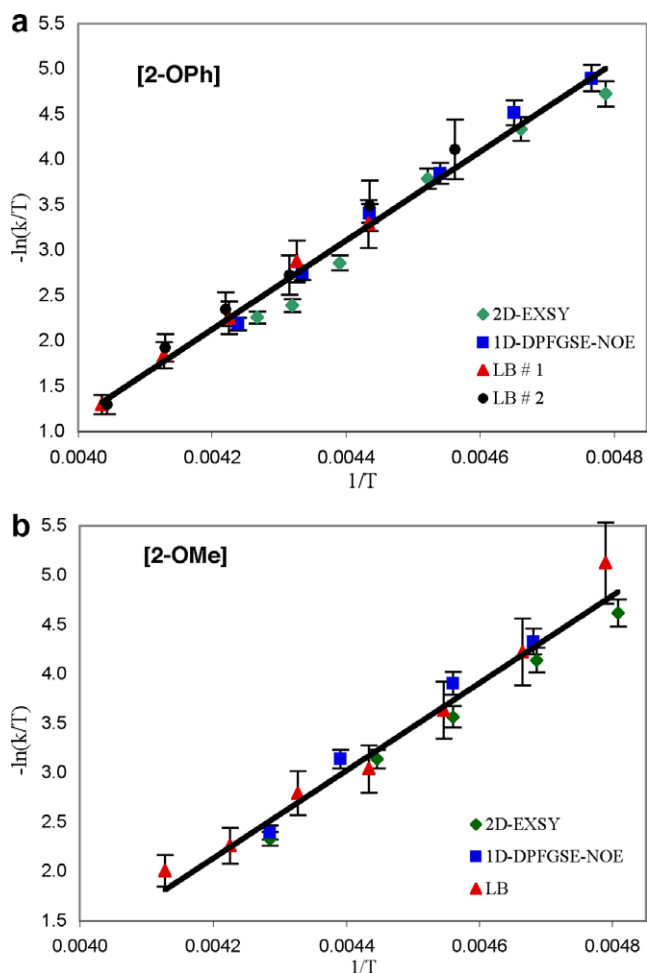 a
[2-OPh]
5.5
5.0
4.5
4.0
3.5
3.0
2.5
2.0
1.5
1.0
-ln(k/T)
2D-EXSY
1D-DPFGSE-NOE
LB # 1
LB # 2
0.0040 0.0042 0.0044 0.0046 0.0048
1/T
b
[2-OMe]
5.5
5.0
4.5
4.0
3.5
3.0
2.5
2.0
1.5
-ln(k/T)
2D-EXSY
1D-DPFGSE-NOE
LB
0.0040 0.0042 0.0044 0.0046 0.0048
1/T